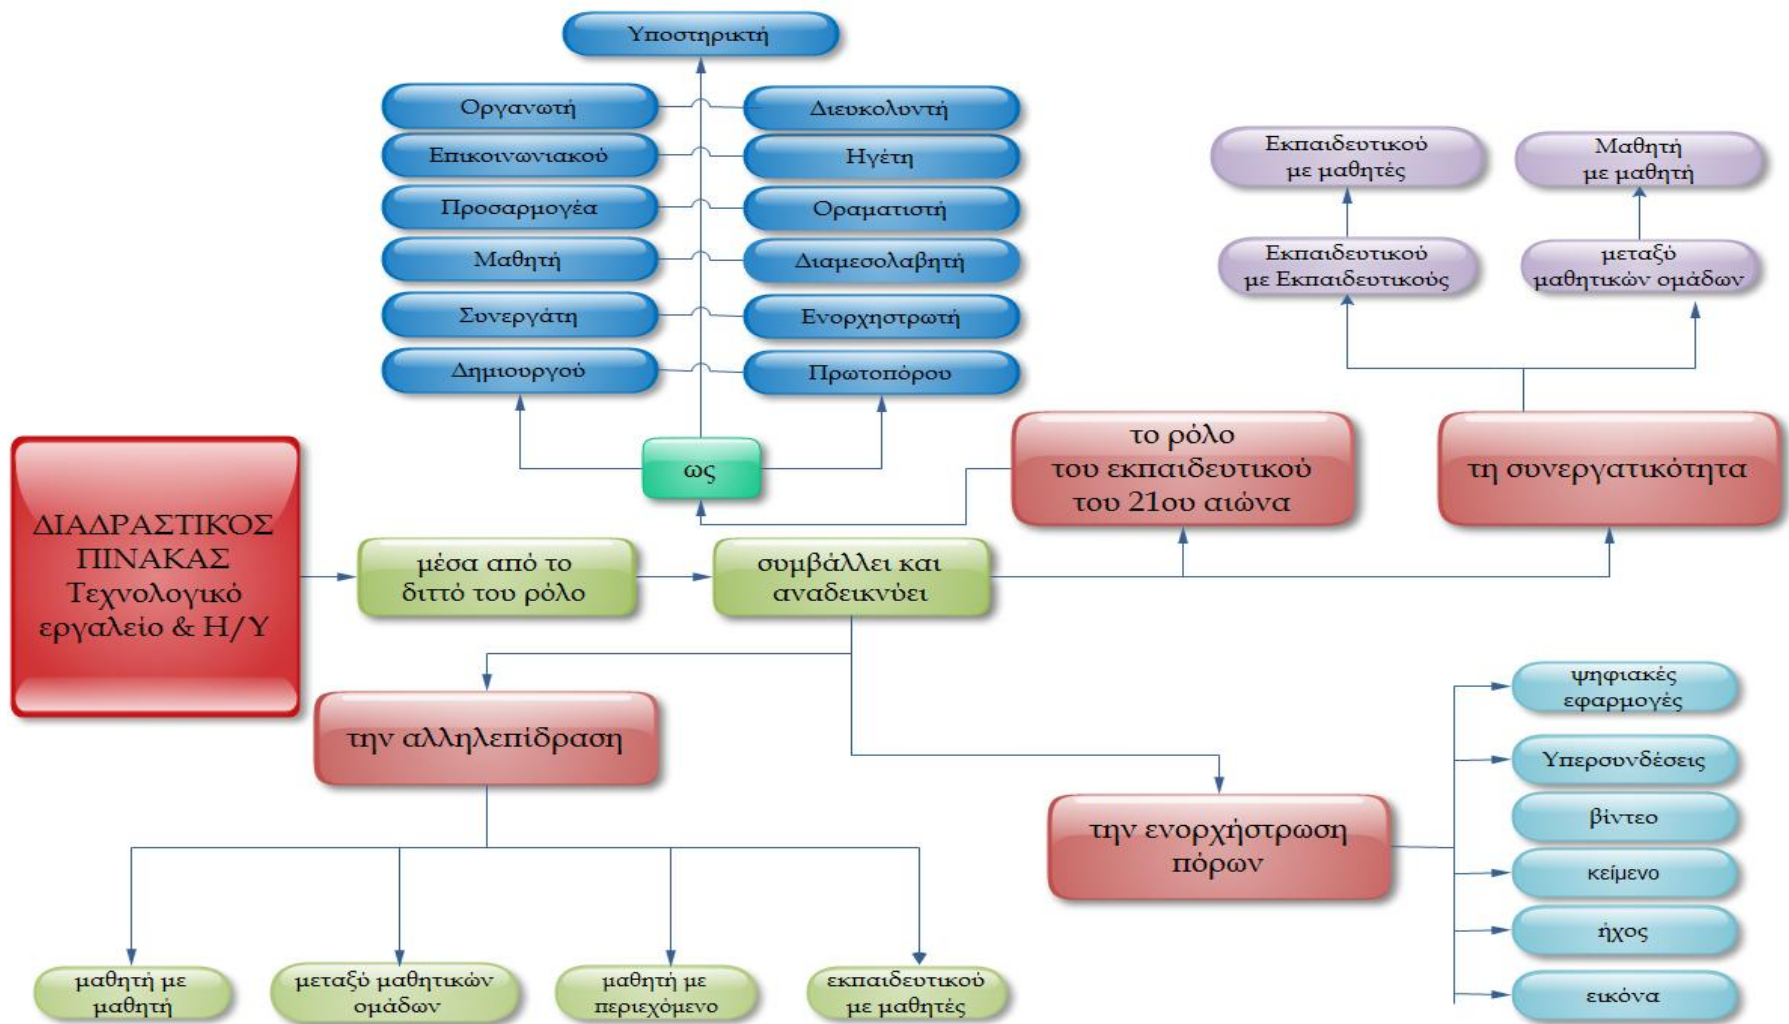 Υποστηρικτή
Οργανωτή
Διευκολυντή
Επικοινωνιακού
Ηγέτη
Προσαρμογέα
Οραματιστή
Μαθητή
Διαμεσολαβητή
Συνεργάτη
Ενορχηστρωτή
Δημιουργού
Πρωτοπόρου
ως
Εκπαιδευτικού
με μαθητές
Μαθητή
με μαθητή
Εκπαιδευτικού
με Εκπαιδευτικούς
μεταξύ
μαθητικών ομάδων
το ρόλο
του εκπαιδευτικού
του 21ου αιώνα
τη συνεργατικότητα
ΔΙΑΔΡΑΣΤΙΚΌΣ
ΠΙΝΑΚΑΣ
Τεχνολογικό
εργαλείο & Η/Υ
μέσα από το
διττό του ρόλο
συμβάλλει και
αναδεικνύει
την αλληλεπίδραση
την ενορχήστρωση
πόρων
ψηφιακές
εφαρμογές
Υπερσυνδέσεις
βίντεο
κείμενο
ήχος
εικόνα
μαθητή με
μαθητή
μεταξύ μαθητικών
ομάδων
μαθητή με
περιεχόμενο
εκπαιδευτικού
με μαθητές